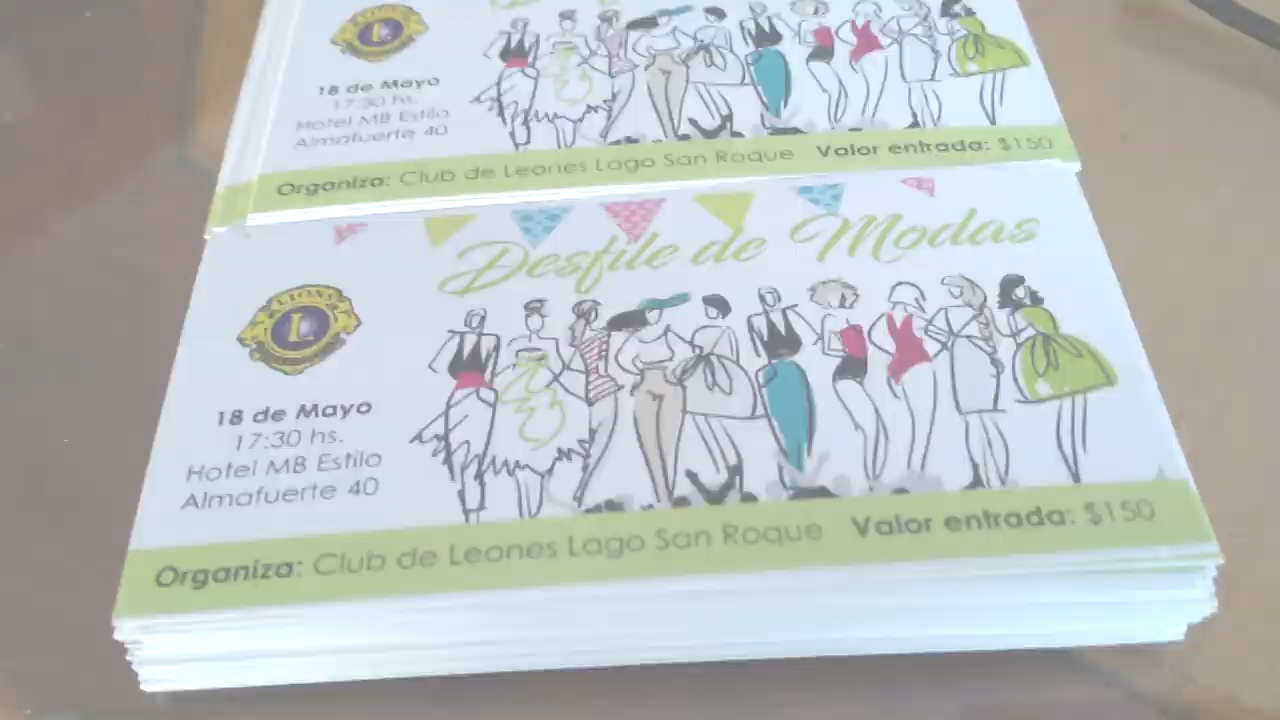 18 de Mayo
17:30 hs.
Hotel MB Estilo
Almafuerte 40
Organiza: Club de Leones Lago San Roque Valor entrada: $150
Desfile de Modas
LIONS
L
18 de Mayo
17:30 hs.
Hotel MB Estilo
Almafuerte 40
Organiza: Club de Leones Lago San Roque Valor entrada: $150